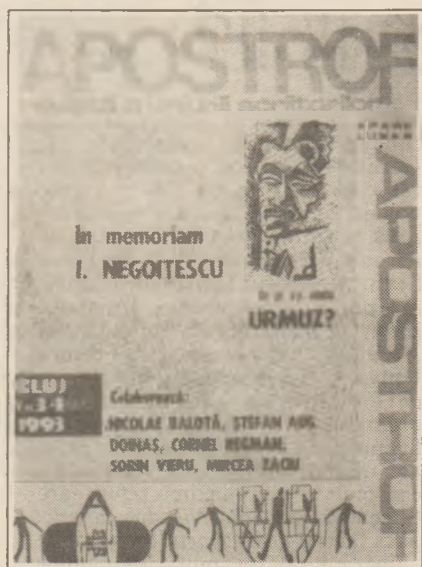 APOSTROF
revistă a uniunii scriitorilor
In memoriam
I. NEGOIŢESCU
URMUZ?
APOSTROF
CLUJ
1993
Colaborează:
NICOLAE BALOTĂ, ŞTEFAN AUG.
DOINAŞ, CORNEL REGMAN,
SORIN VIERU, MIRCEA ZACIU